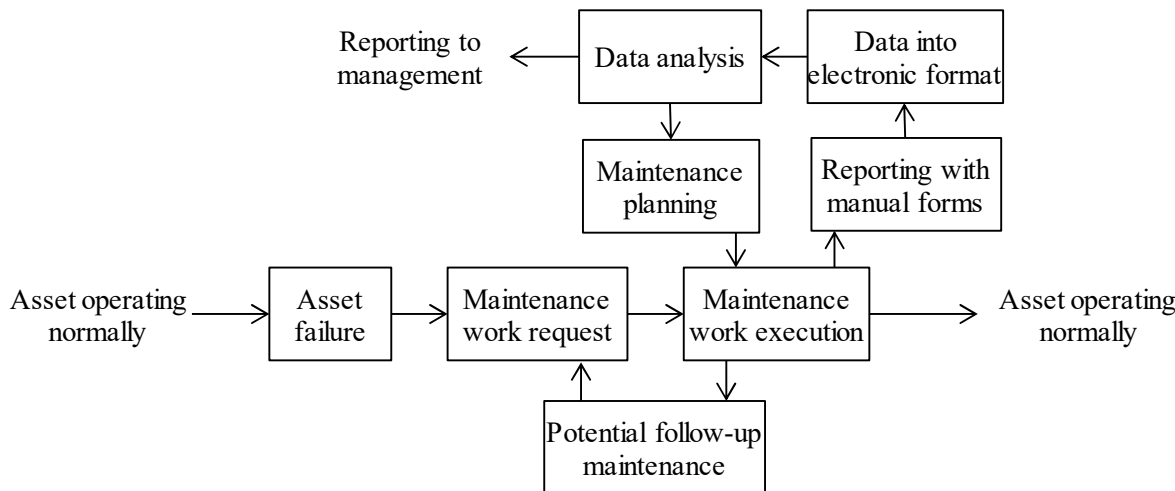 Reporting to
management
Data analysis
Data into
electronic format
Maintenance
planning
Reporting with
manual forms
Asset operating
normally
Asset
failure
Maintenance
work request
Maintenance
work execution
Asset operating
normally
Potential follow-up
maintenance